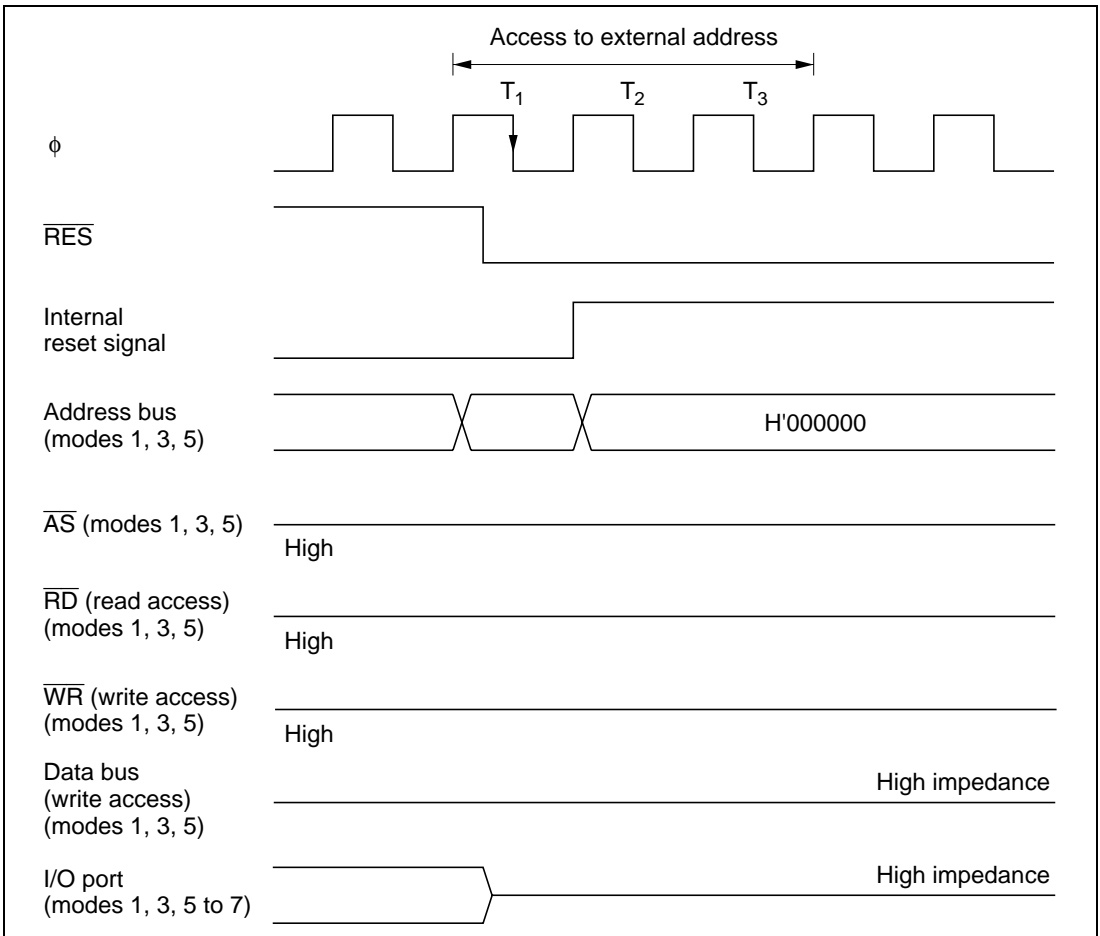 Access to external address
T1 T2 T3
φ
RES
Internal
reset signal
Address bus
(modes 1, 3, 5)
H'000000
AS (modes 1, 3, 5)
High
RD (read access)
(modes 1, 3, 5)
High
WR (write access)
(modes 1, 3, 5)
High
Data bus
(write access)
(modes 1, 3, 5)
High impedance
I/O port
(modes 1, 3, 5 to 7)
High impedance